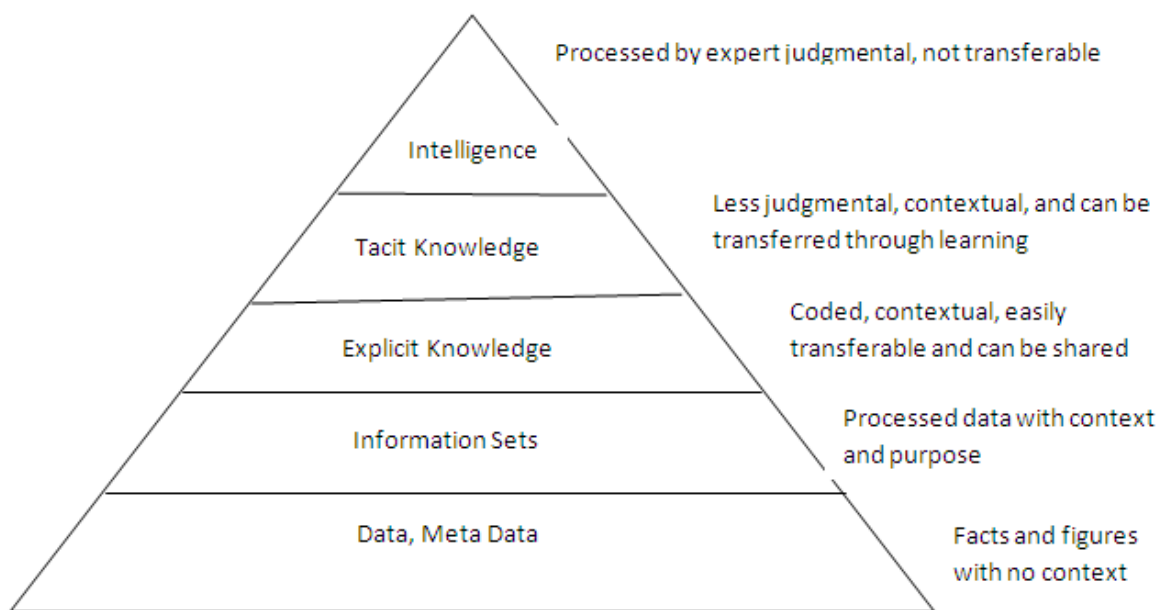 Processed by expert judgmental, not transferable
Intelligence
Less judgmental, contextual, and can be
transferred through learning
Tacit Knowledge
Coded, contextual, easily
transferable and can be shared
Explicit Knowledge
Processed data with context
and purpose
Information Sets
Data, Meta Data
Facts and figures
with no context